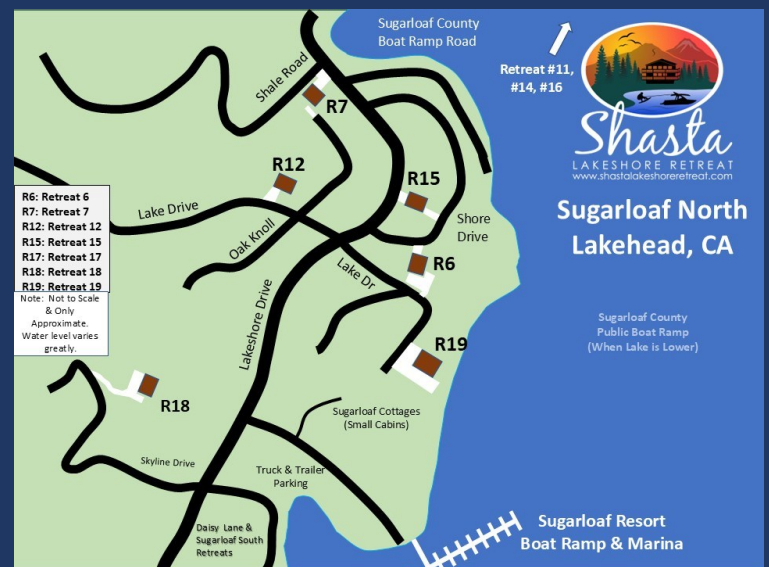 Sugarloaf County
Boat Ramp Road
Retreat #11,
#14, #16
Shasta
LAKESHORE RETREAT
www.shastalakeshoreretreat.com
Sugarloaf North
Lakehead, CA
Shale Road
R7
R12
R15
R6: Retreat 6
R7: Retreat 7
R12: Retreat 12
R15: Retreat 15
R17: Retreat 17
R18: Retreat 18
R19: Retreat 19
Note: Not to Scale
& Only
Approximate.
Water level varies
greatly.
Lake Drive
Oak Knoll
Shore
Drive
Lake Dr
R6
Lakeshore Drive
Sugarloaf County
Public Boat Ramp
(When Lake is Lower)
R19
R18
Sugarloaf Cottages
(Small Cabins)
Skyline Drive
Truck & Trailer
Parking
Daisy Lane &
Sugarloaf South
Retreats
Sugarloaf Resort
Boat Ramp & Marina